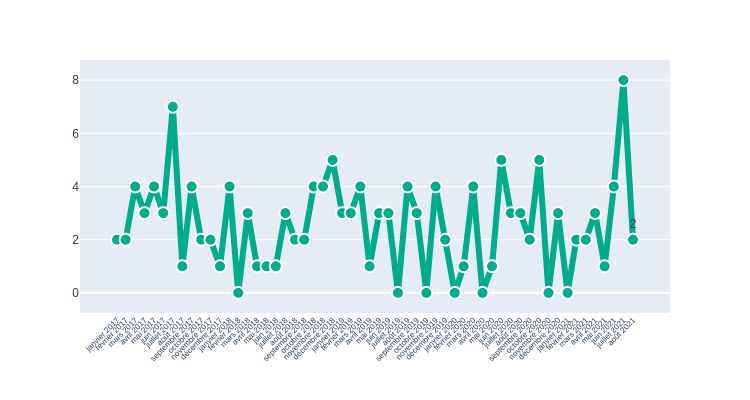 8
6
4
2
0
2
janvier 2017
février 2017
mars 2017
avril 2017
mai 2017
juin 2017
juillet 2017
août 2017
septembre 2017
octobre 2017
novembre 2017
décembre 2017
janvier 2018
février 2018
mars 2018
avril 2018
mai 2018
juin 2018
juillet 2018
août 2018
septembre 2018
octobre 2018
novembre 2018
décembre 2018
janvier 2019
février 2019
mars 2019
avril 2019
mai 2019
juin 2019
juillet 2019
août 2019
septembre 2019
octobre 2019
novembre 2019
décembre 2019
janvier 2020
février 2020
mars 2020
avril 2020
mai 2020
juin 2020
juillet 2020
août 2020
septembre 2020
octobre 2020
novembre 2020
décembre 2020
janvier 2021
février 2021
mars 2021
avril 2021
mai 2021
juin 2021
juillet 2021
août 2021